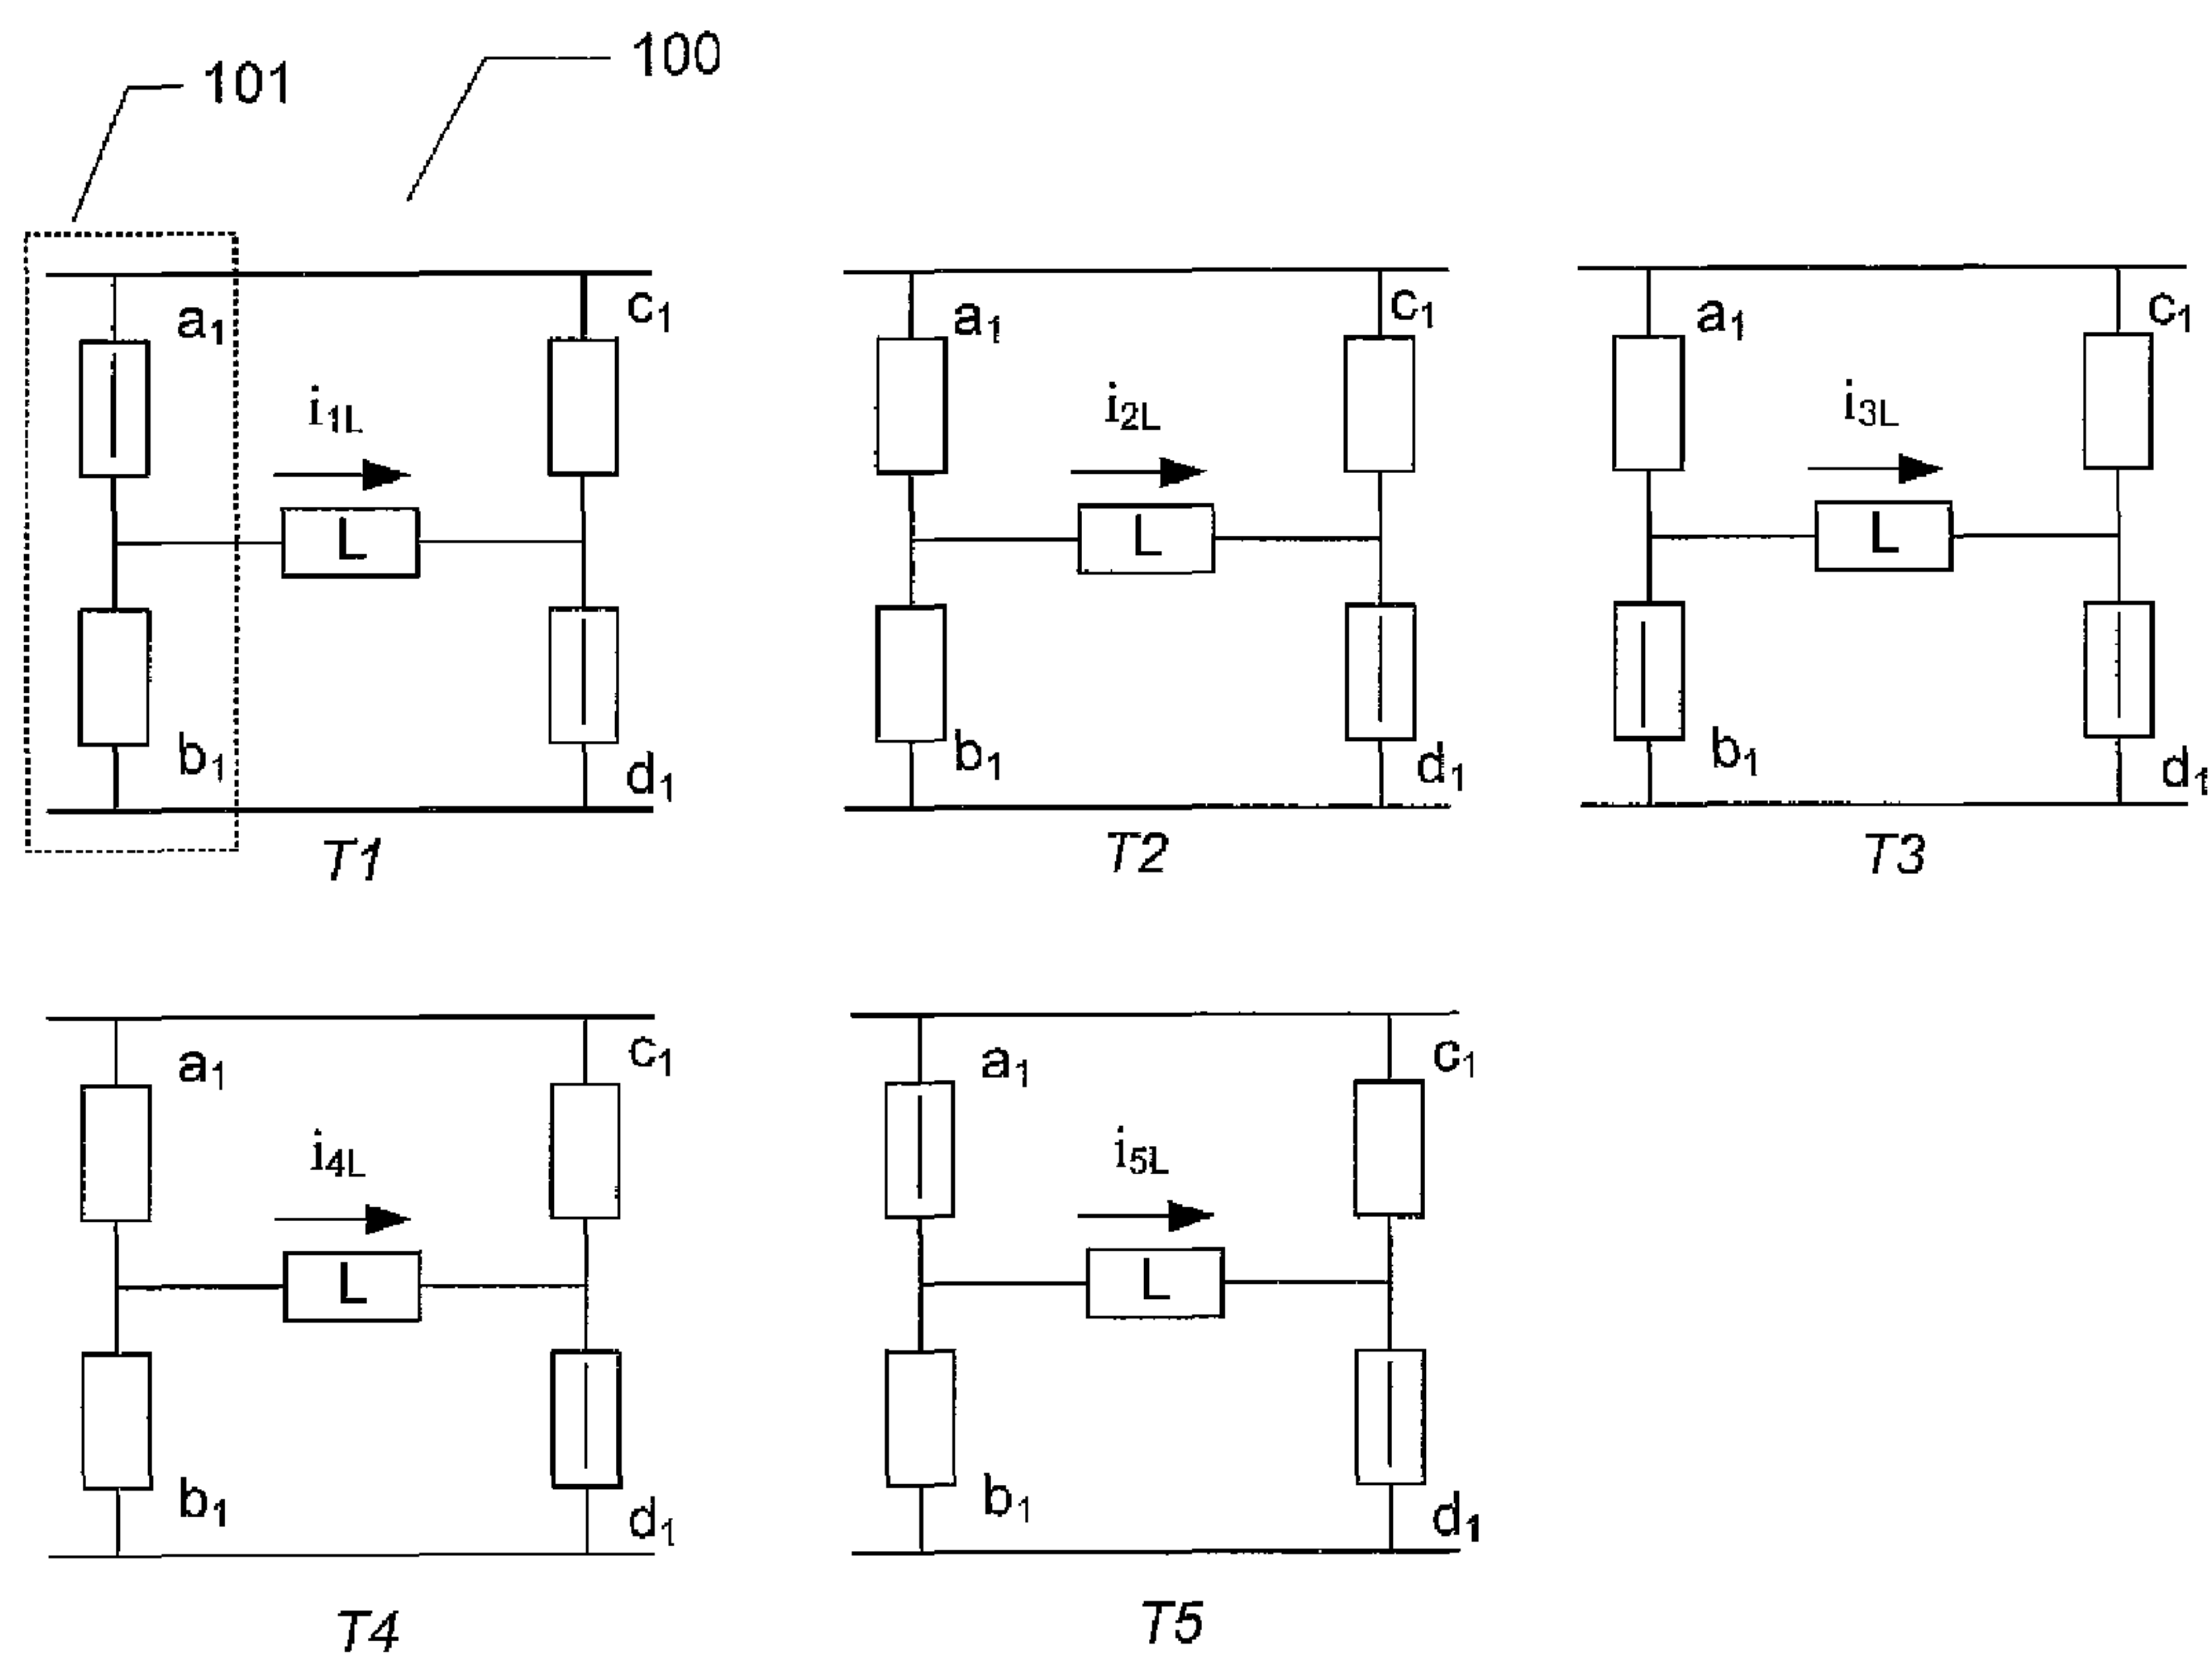 101
100
a₁
c₁
i₁L
L
b₁
d₁
T1
a₁
c₁
i₂L
L
b₁
d₁
T2
a₁
c₁
i₃L
L
b₁
d₁
T3
a₁
c₁
i₄L
L
b₁
d₁
T4
a₁
c₁
i₅L
L
b₁
d₁
T5